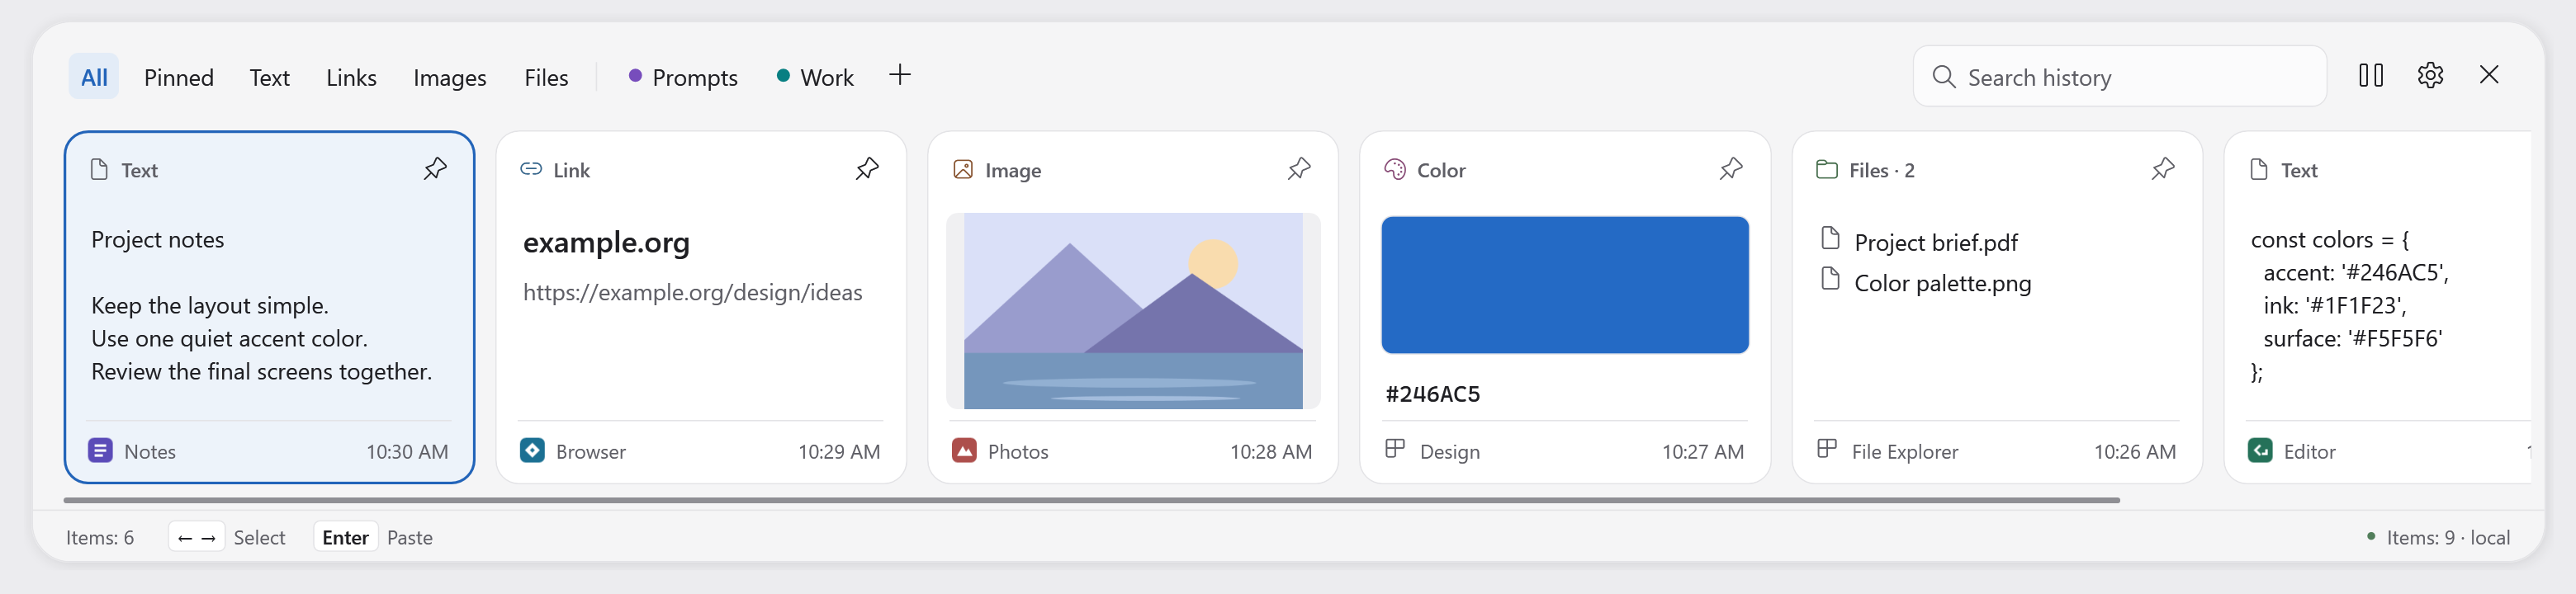 All Pinned Text Links Images Files Prompts Work Search history
Text
Project notes
Keep the layout simple.
Use one quiet accent color.
Review the final screens together.
Notes 10:30 AM
Link
example.org
https://example.org/design/ideas
Browser 10:29 AM
Image
Photos 10:28 AM
Color
#246AC5
Design 10:27 AM
Files · 2
Project brief.pdf
Color palette.png
File Explorer 10:26 AM
Text
const colors = {
  accent: '#246AC5',
  ink: '#1F1F23',
  surface: '#F5F5F6'
};
Editor
Items: 6 ← → Select Enter Paste Items: 9 · local